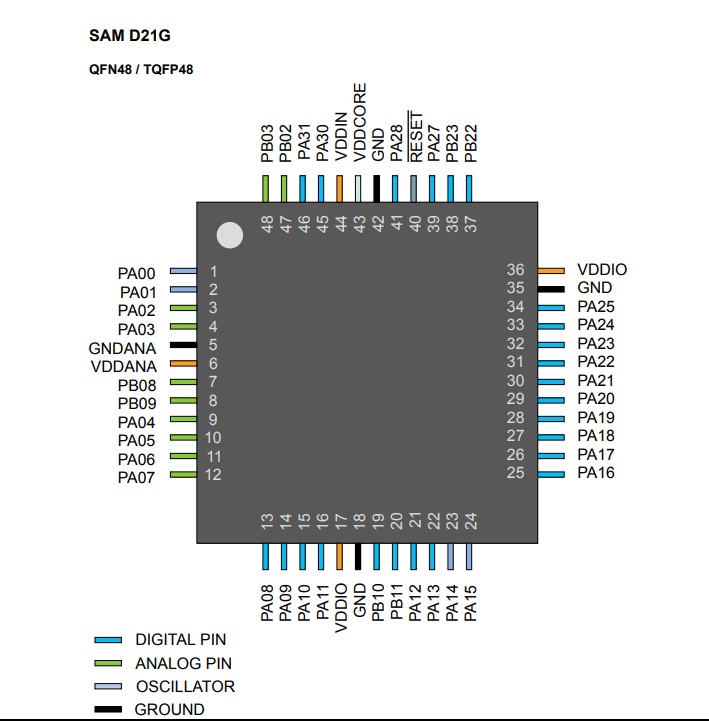 SAM D21G
QFN48 / TQFP48
PB03
PB02
PA31
PA30
VDDIN
VDDCORE
GND
PA28
RESET
PA27
PB23
PB22
48
47
46
45
44
43
42
41
40
39
38
37
PA00 1
PA01 2
PA02 3
PA03 4
GNDANA 5
VDDANA 6
PB08 7
PB09 8
PA04 9
PA05 10
PA06 11
PA07 12
36 VDDIO
35 GND
34 PA25
33 PA24
32 PA23
31 PA22
30 PA21
29 PA20
28 PA19
27 PA18
26 PA17
25 PA16
13
14
15
16
17
18
19
20
21
22
23
24
PA08
PA09
PA10
PA11
VDDIO
GND
PB10
PB11
PA12
PA13
PA14
PA15
DIGITAL PIN
ANALOG PIN
OSCILLATOR
GROUND